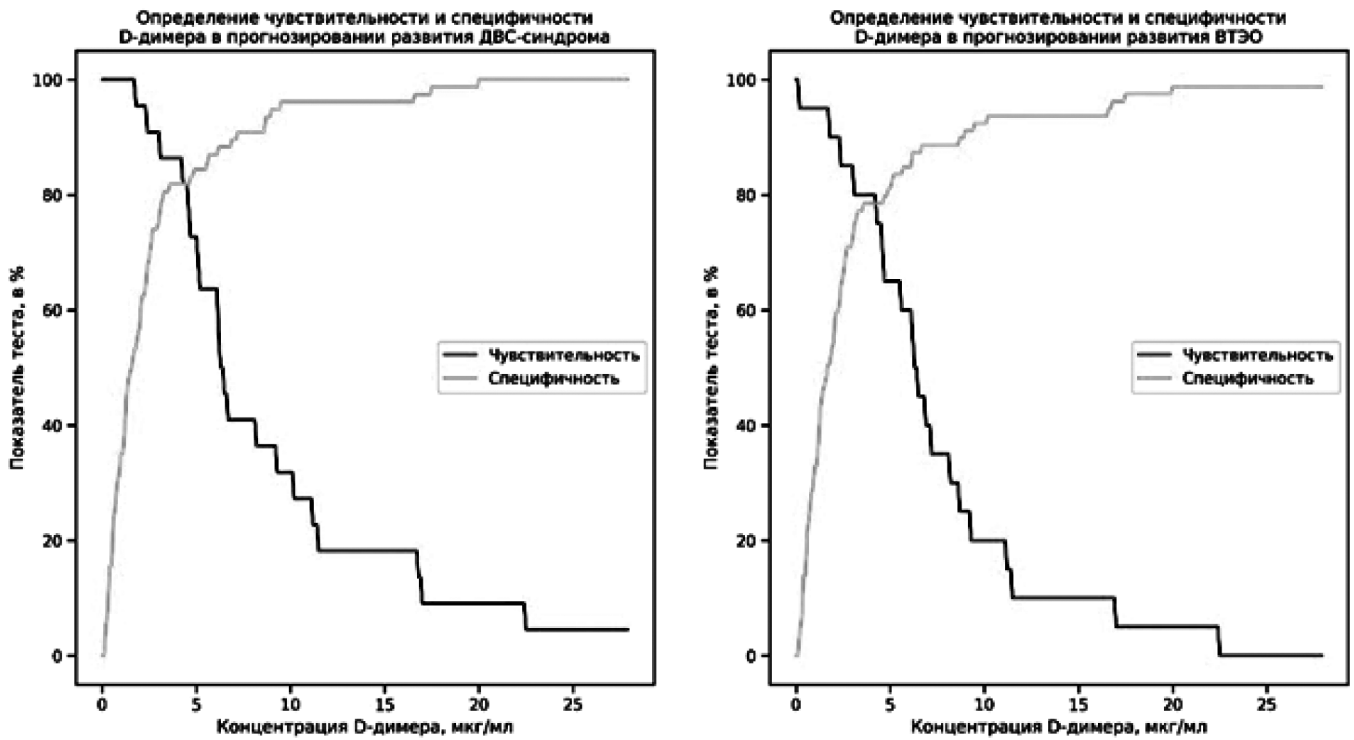 Определение чувствительности и специфичности
D-димера в прогнозировании развития ДВС-синдрома
Показатель теста, в %
100
80
60
40
20
0
Чувствительность
Специфичность
0 5 10 15 20 25
Концентрация D-димера, мкг/мл
Определение чувствительности и специфичности
D-димера в прогнозировании развития ВТЭО
Показатель теста, в %
100
80
60
40
20
0
Чувствительность
Специфичность
0 5 10 15 20 25
Концентрация D-димера, мкг/мл